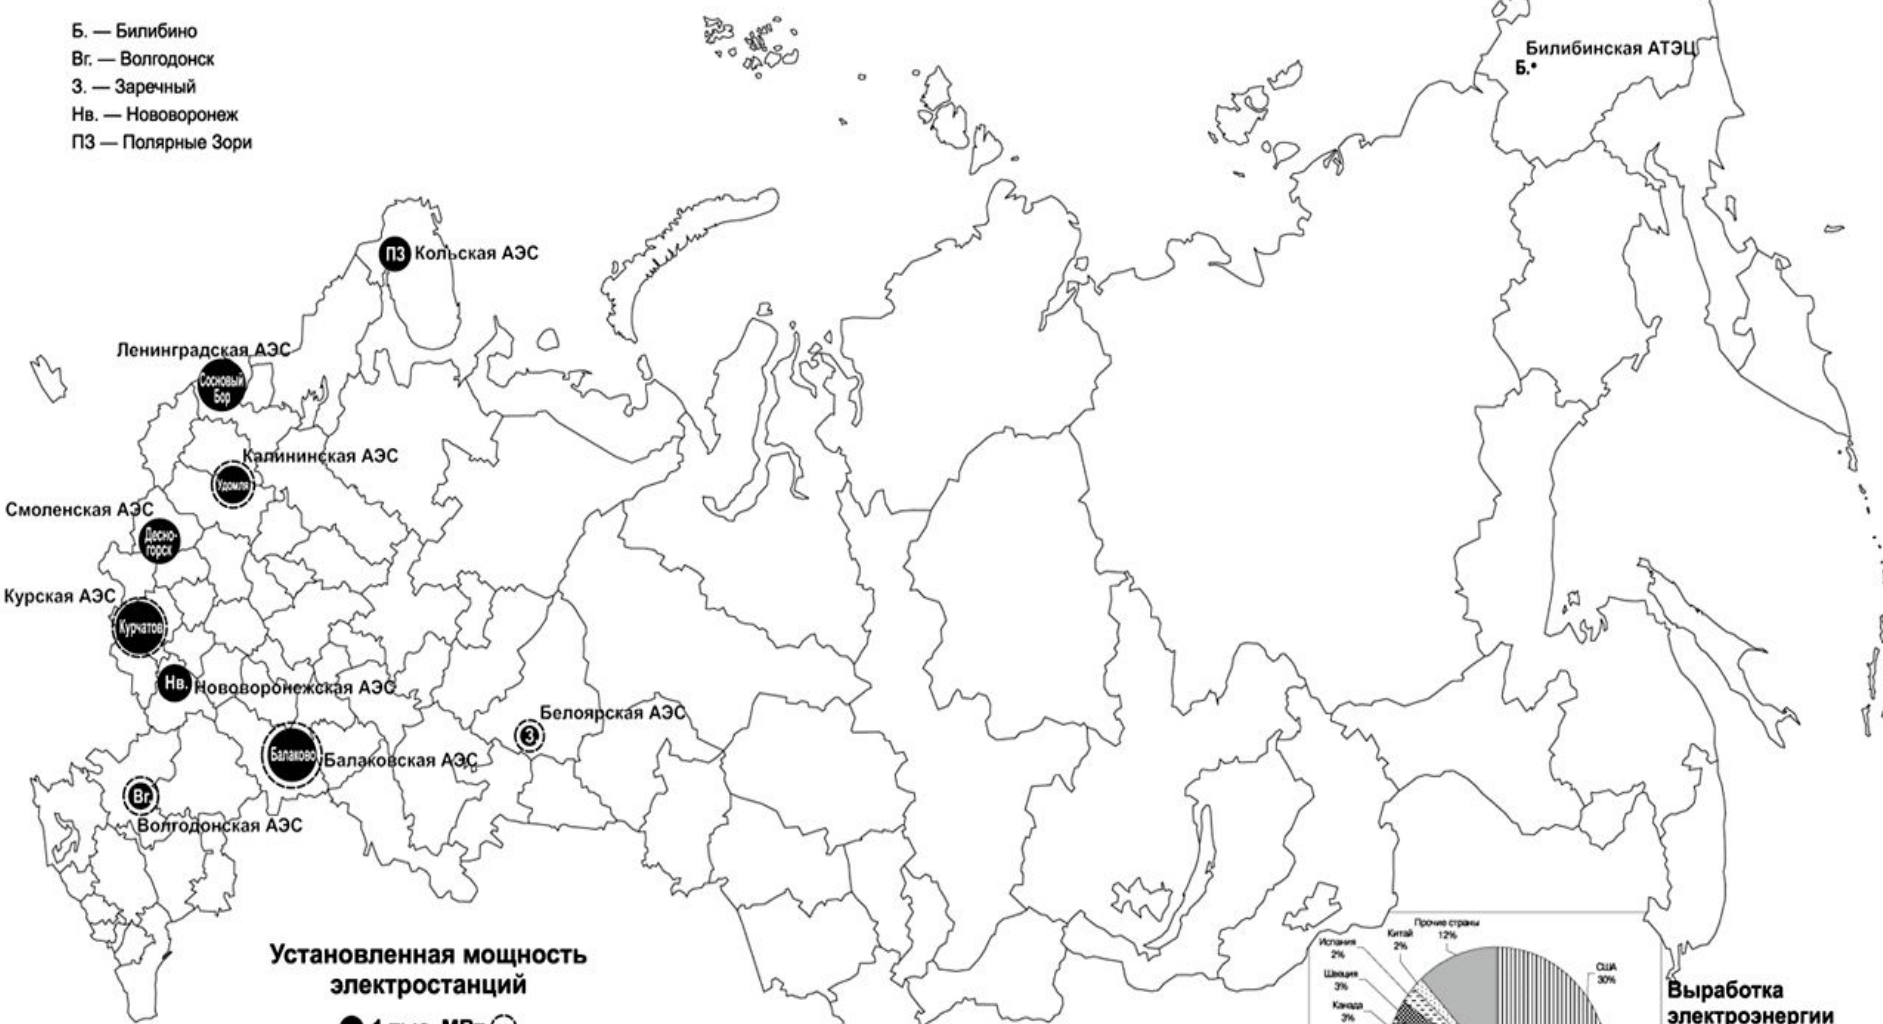 Б. — Билибино
Вг. — Волгодонск
З. — Заречный
Нв. — Нововоронеж
ПЗ — Полярные Зори
Билибинская АТЭЦ
Б.
ПЗ
Кольская АЭС
Ленинградская АЭС
Сосновый
Бор
Калининская АЭС
Удомля
Смоленская АЭС
Десно-
горск
Курская АЭС
Курчатов
Нв.
Нововоронежская АЭС
Белоярская АЭС
З
Балаково
Балаковская АЭС
Вг.
Волгодонская АЭС
Установленная мощность
электростанций
Прочие страны
12%
Китай
2%
Испания
2%
Швеция
3%
Канада
3%
США
30%
Выработка
электроэнергии